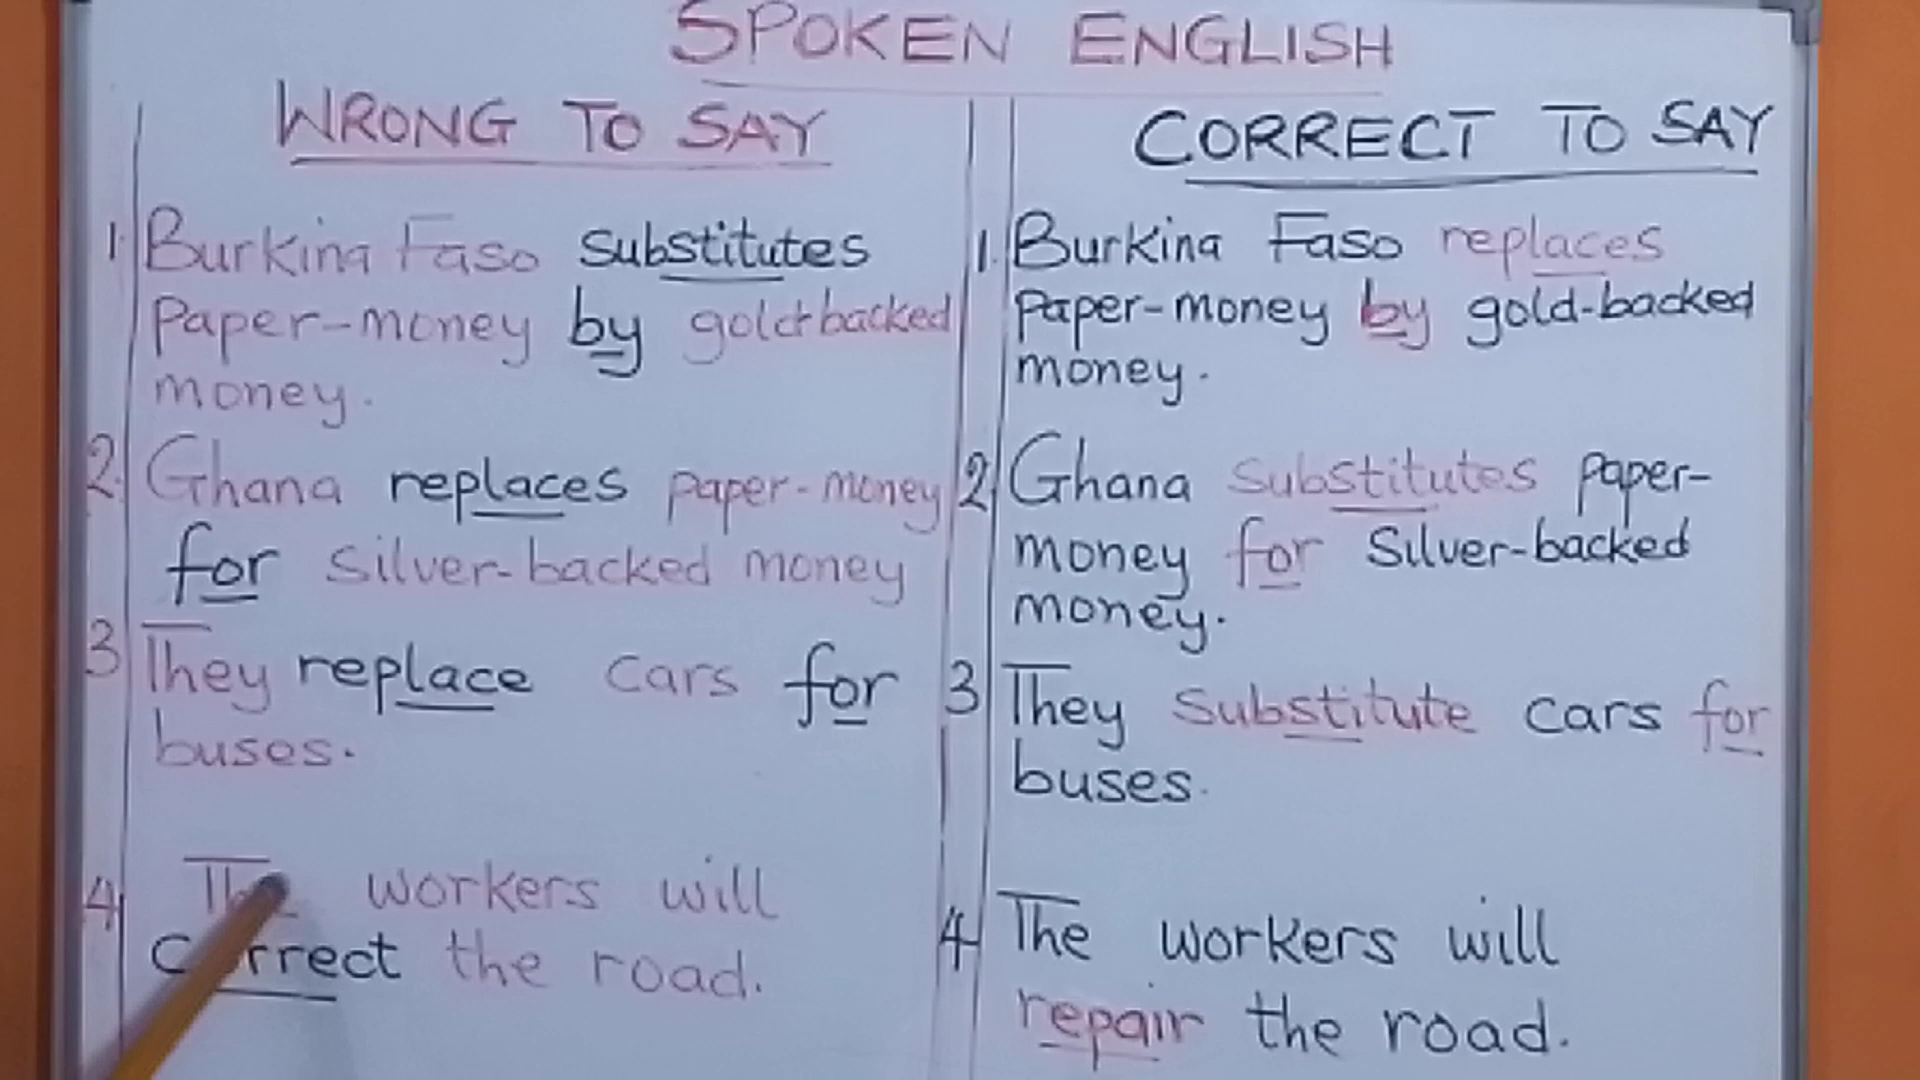 SPOKEN ENGLISH
WRONG TO SAY
1. Burkina Faso substitutes
paper-money by gold-backed
money.
2. Ghana replaces paper-money
for silver-backed money
3 They replace cars for
buses.
4 The workers will
correct the road.
CORRECT TO SAY
1. Burkina Faso replaces
paper-money by gold-backed
money.
2 Ghana substitutes paper-
money for Silver-backed
money.
3 They substitute cars for
buses.
4 The workers will
repair the road.